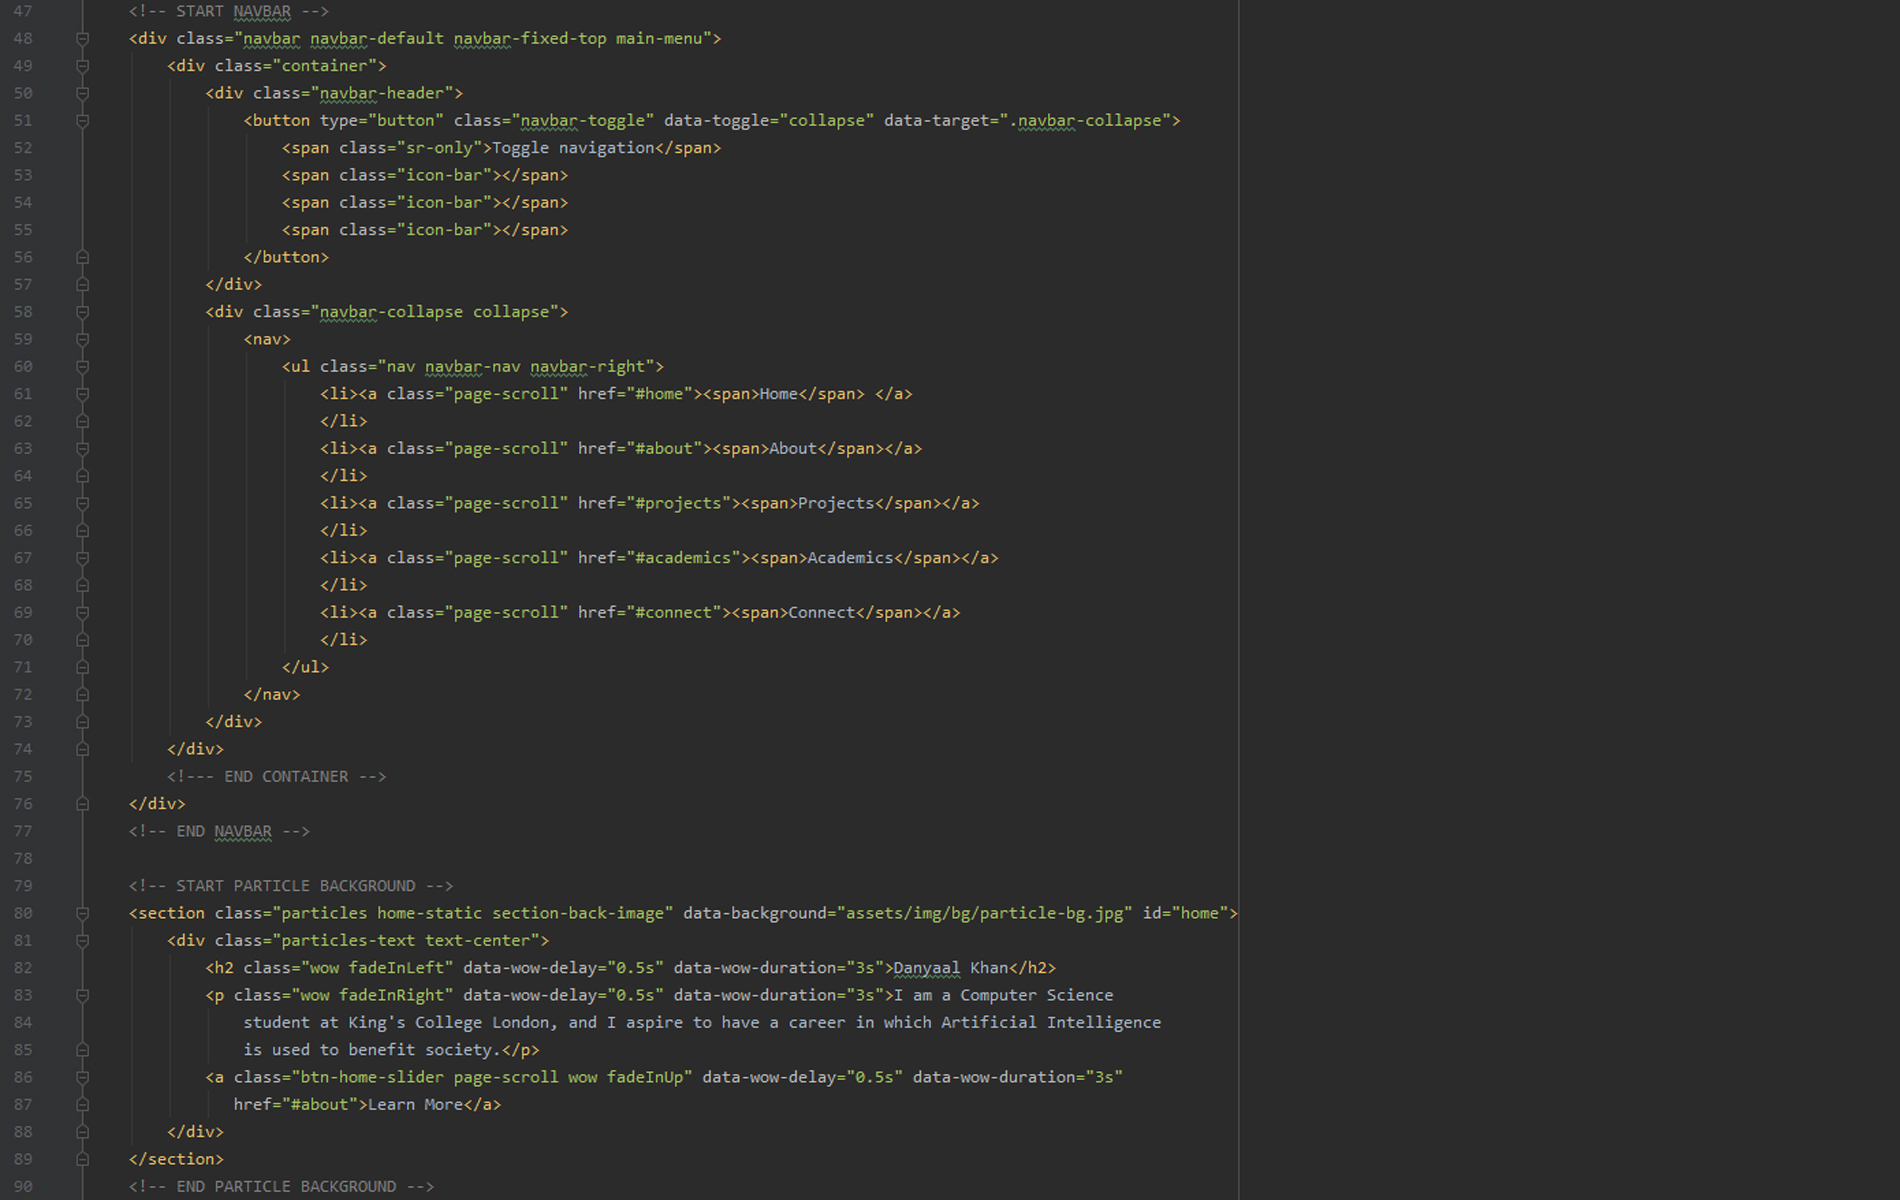 47 <!-- START NAVBAR -->
48 <div class="navbar navbar-default navbar-fixed-top main-menu">
49 <div class="container">
50 <div class="navbar-header">
51 <button type="button" class="navbar-toggle" data-toggle="collapse" data-target=".navbar-collapse">
52 <span class="sr-only">Toggle navigation</span>
53 <span class="icon-bar"></span>
54 <span class="icon-bar"></span>
55 <span class="icon-bar"></span>
56 </button>
57 </div>
58 <div class="navbar-collapse collapse">
59 <nav>
60 <ul class="nav navbar-nav navbar-right">
61 <li><a class="page-scroll" href="#home"><span>Home</span> </a>
62 </li>
63 <li><a class="page-scroll" href="#about"><span>About</span></a>
64 </li>
65 <li><a class="page-scroll" href="#projects"><span>Projects</span></a>
66 </li>
67 <li><a class="page-scroll" href="#academics"><span>Academics</span></a>
68 </li>
69 <li><a class="page-scroll" href="#connect"><span>Connect</span></a>
70 </li>
71 </ul>
72 </nav>
73 </div>
74 </div>
75 <!--- END CONTAINER -->
76 </div>
77 <!-- END NAVBAR -->
78
79 <!-- START PARTICLE BACKGROUND -->
80 <section class="particles home-static section-back-image" data-background="assets/img/bg/particle-bg.jpg" id="home">
81 <div class="particles-text text-center">
82 <h2 class="wow fadeInLeft" data-wow-delay="0.5s" data-wow-duration="3s">Danyaal Khan</h2>
83 <p class="wow fadeInRight" data-wow-delay="0.5s" data-wow-duration="3s">I am a Computer Science
84 student at King's College London, and I aspire to have a career in which Artificial Intelligence
85 is used to benefit society.</p>
86 <a class="btn-home-slider page-scroll wow fadeInUp" data-wow-delay="0.5s" data-wow-duration="3s"
87 href="#about">Learn More</a>
88 </div>
89 </section>
90 <!-- END PARTICLE BACKGROUND -->